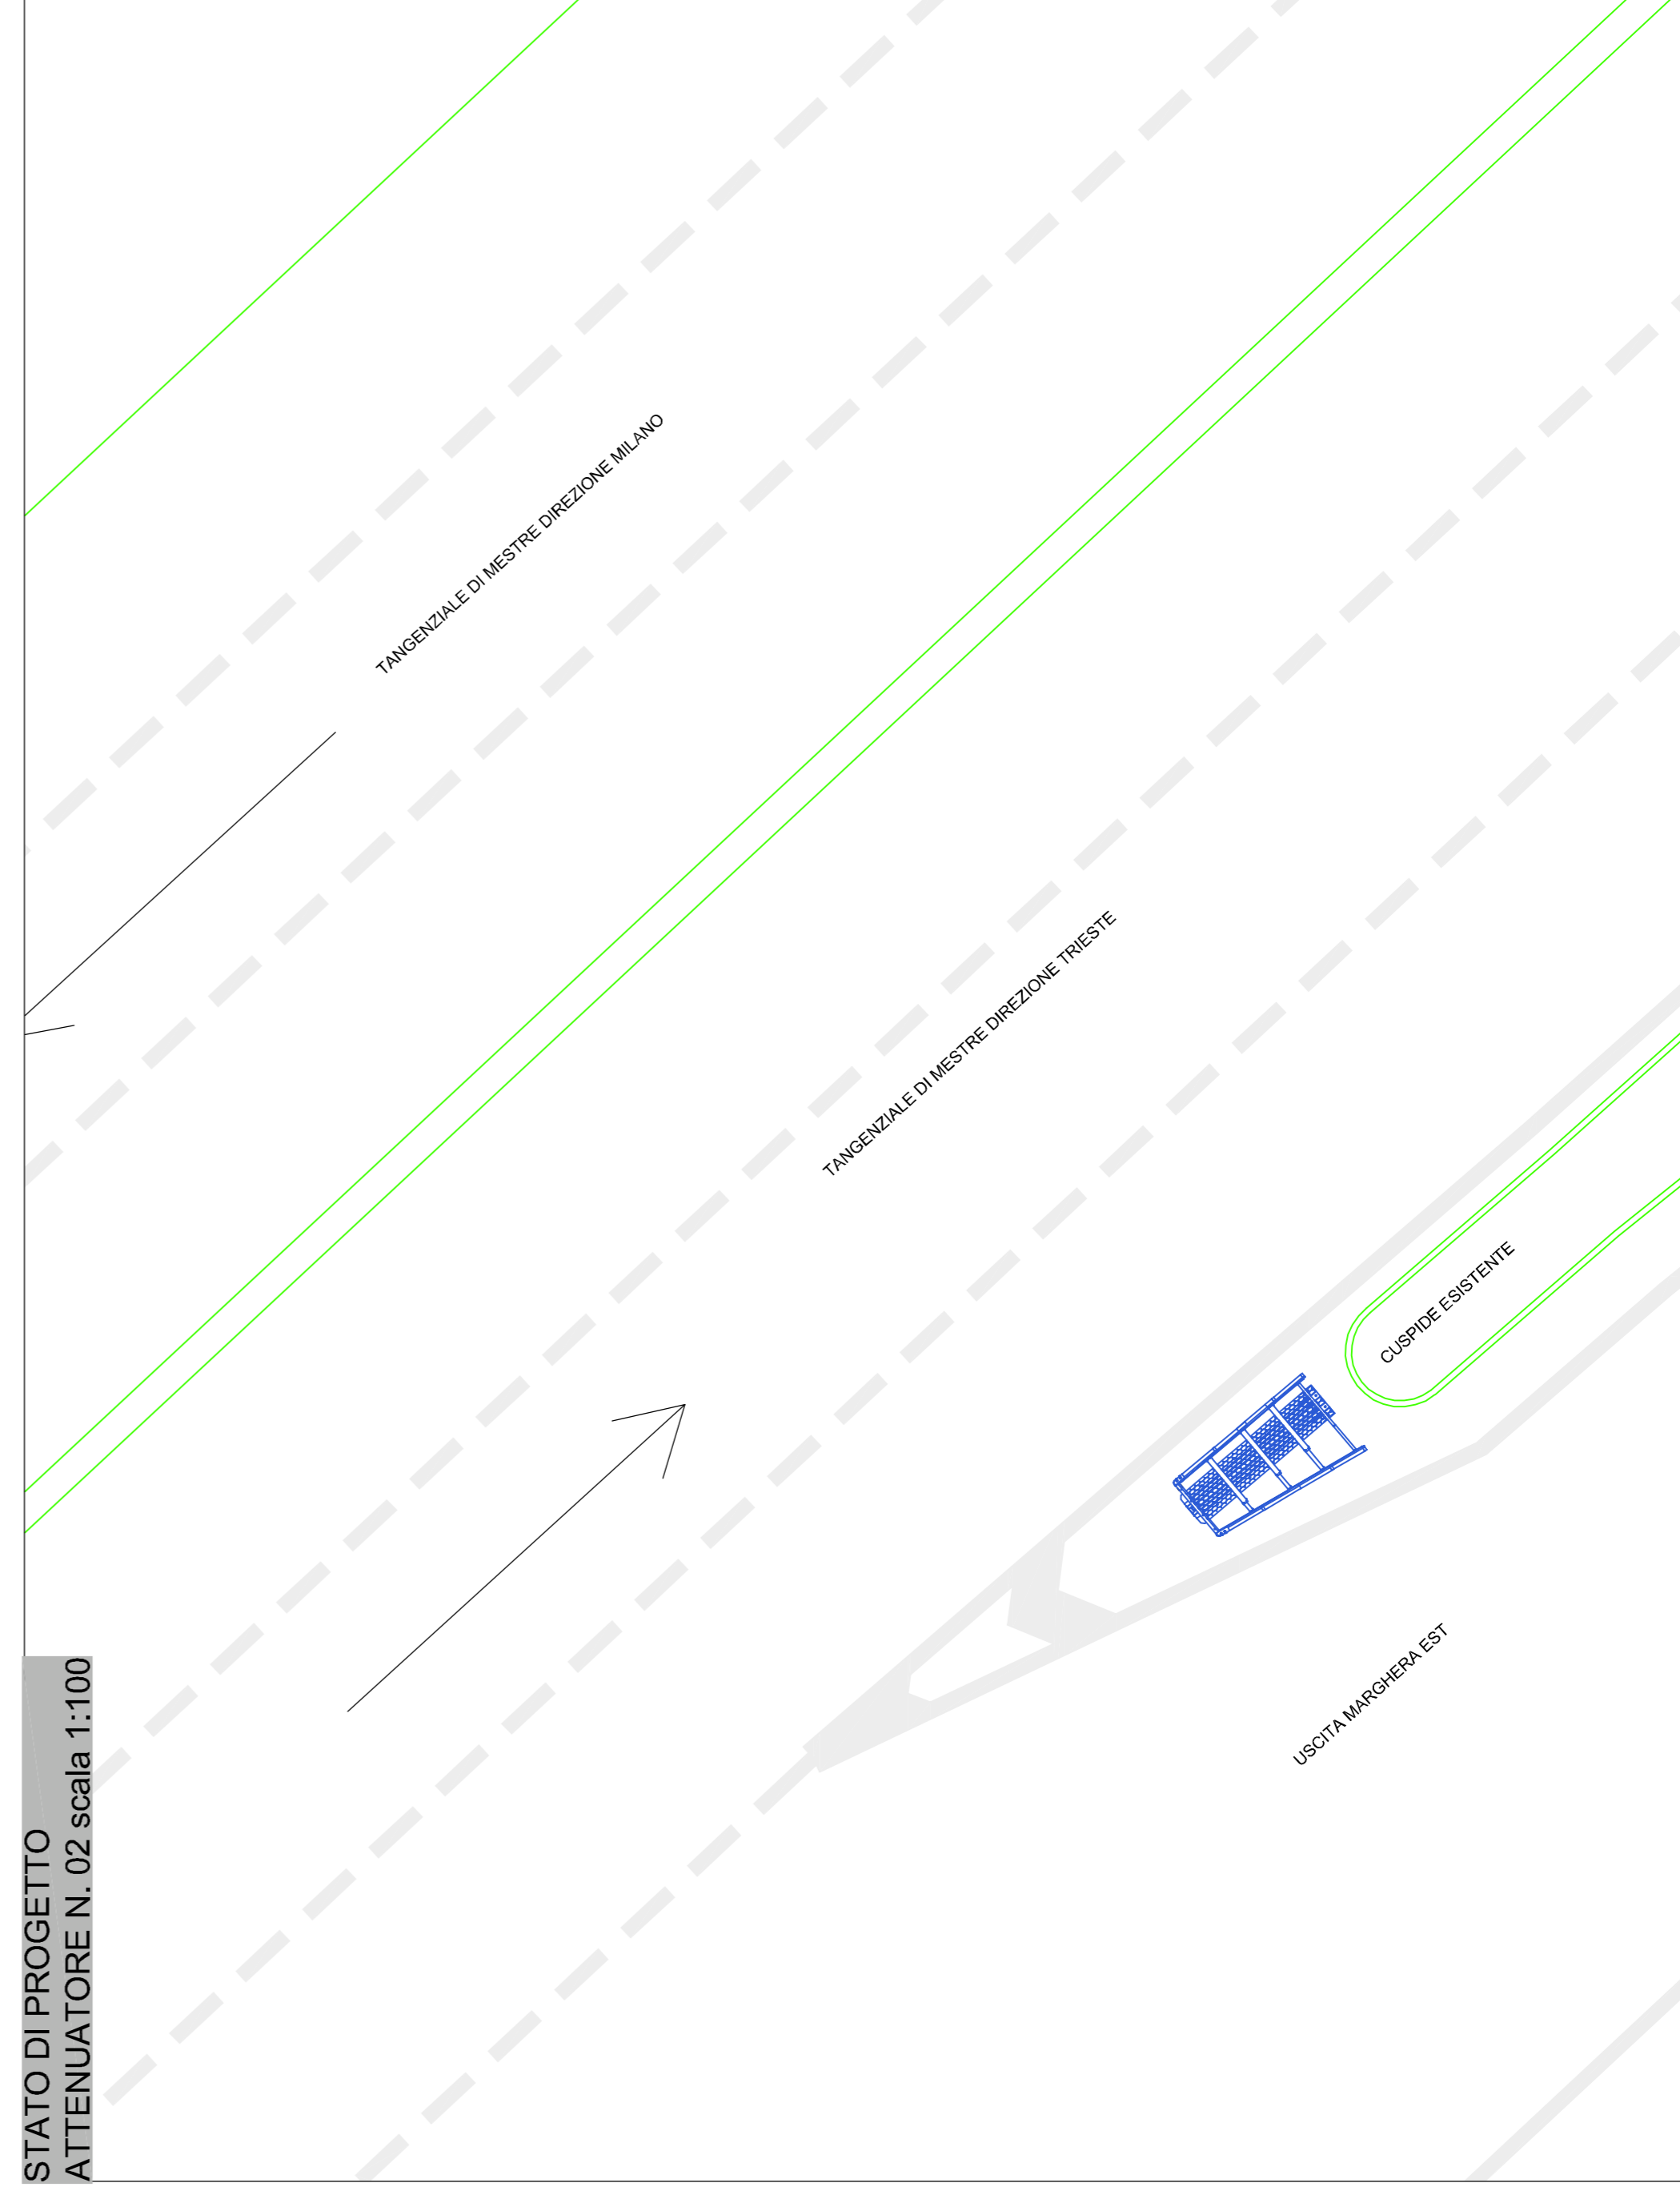 TANGENZIALE DI MESTRE DIREZIONE MILANO
TANGENZIALE DI MESTRE DIREZIONE TRIESTE
CUSPIDE ESISTENTE
USCITA MARGHERA EST
STATO DI PROGETTO
ATTENUATORE N. 02 scala 1:100